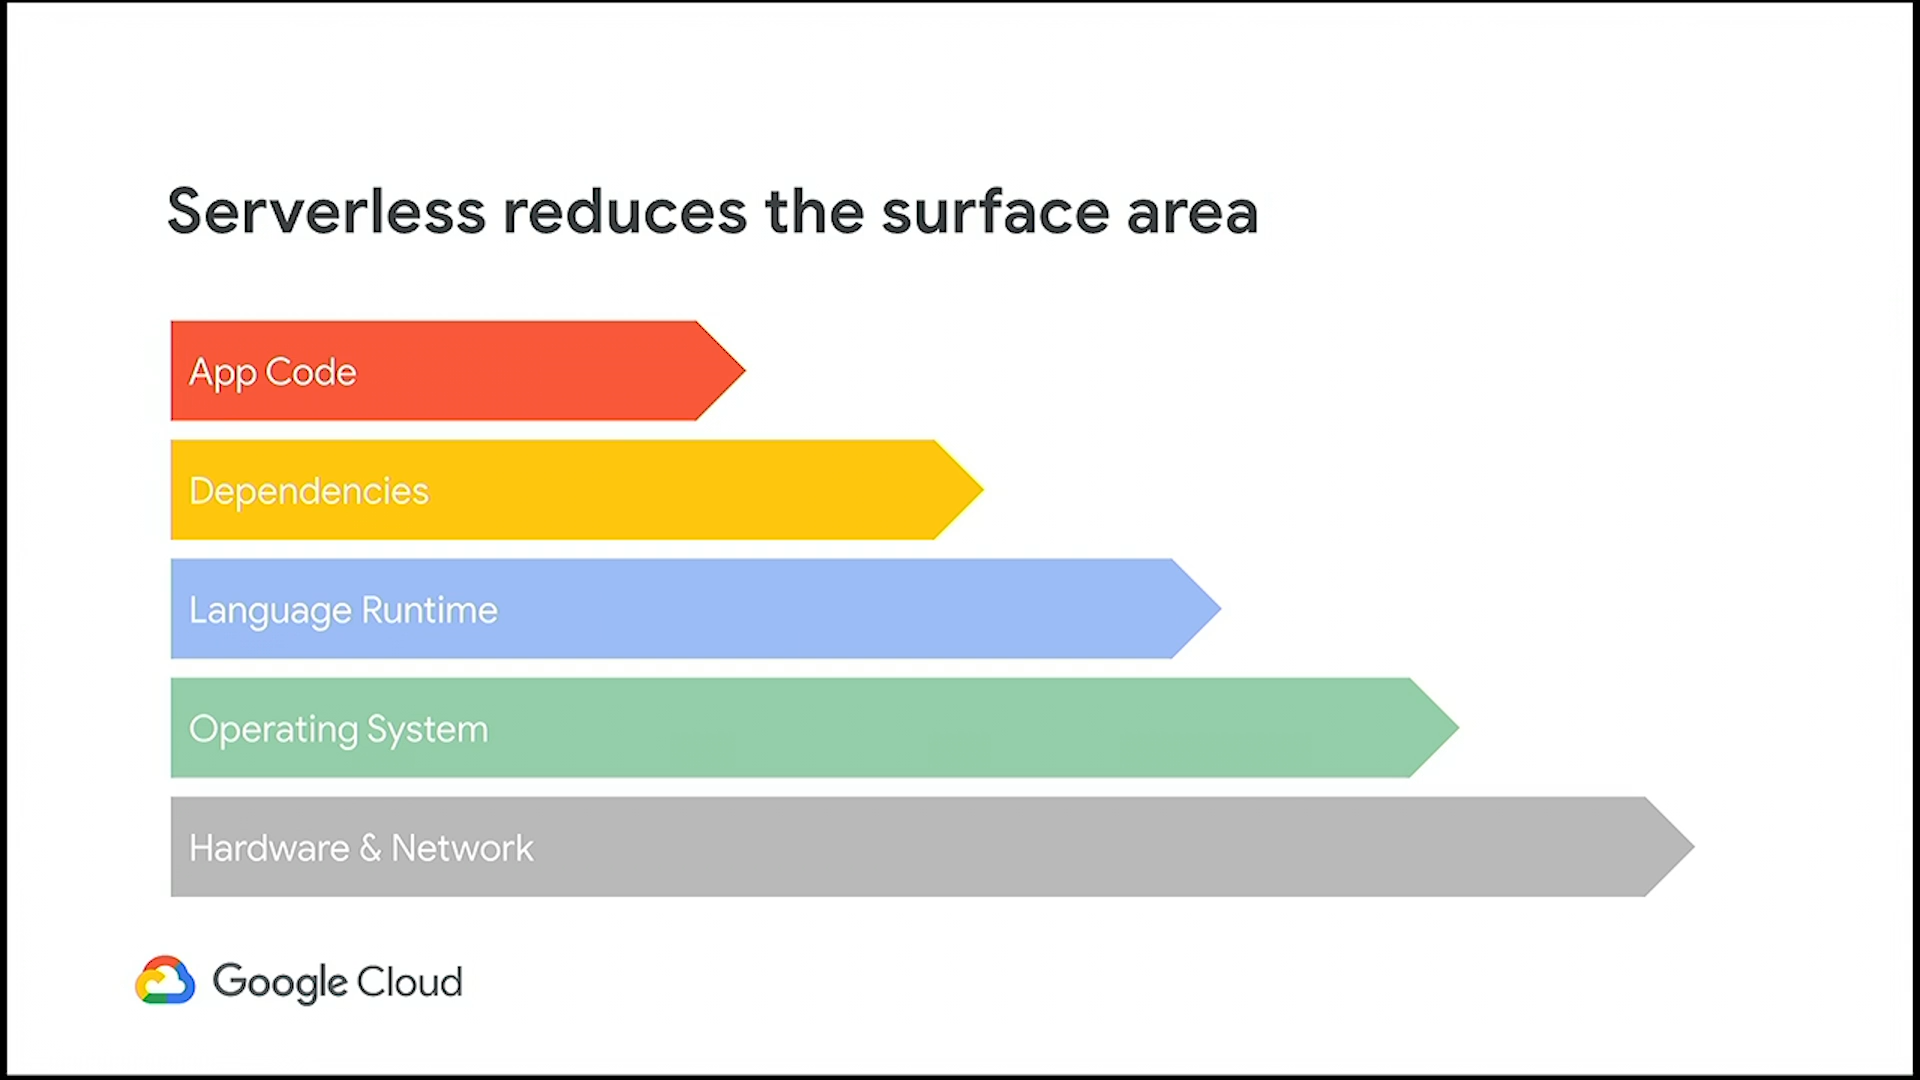 Serverless reduces the surface area
App Code
Dependencies
Language Runtime
Operating System
Hardware & Network
Google Cloud